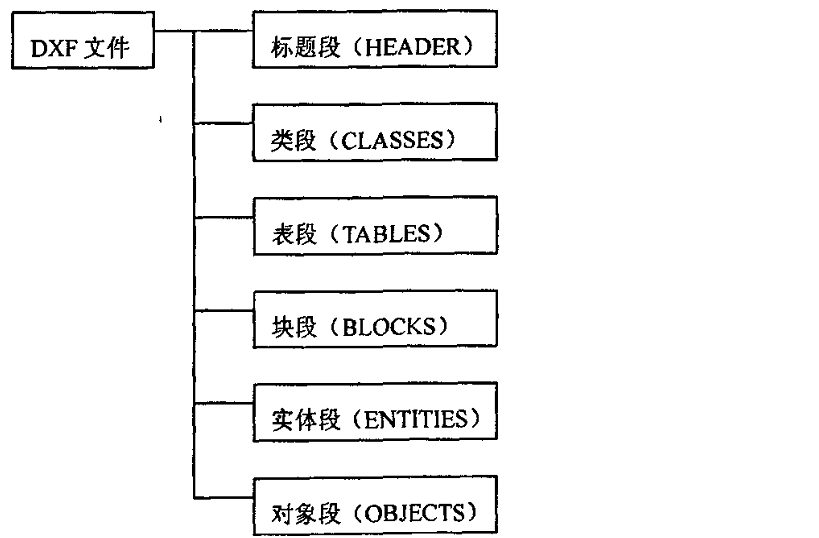 DXF 文件
标题段（HEADER）
类段（CLASSES）
表段（TABLES）
块段（BLOCKS）
实体段（ENTITIES）
对象段（OBJECTS）